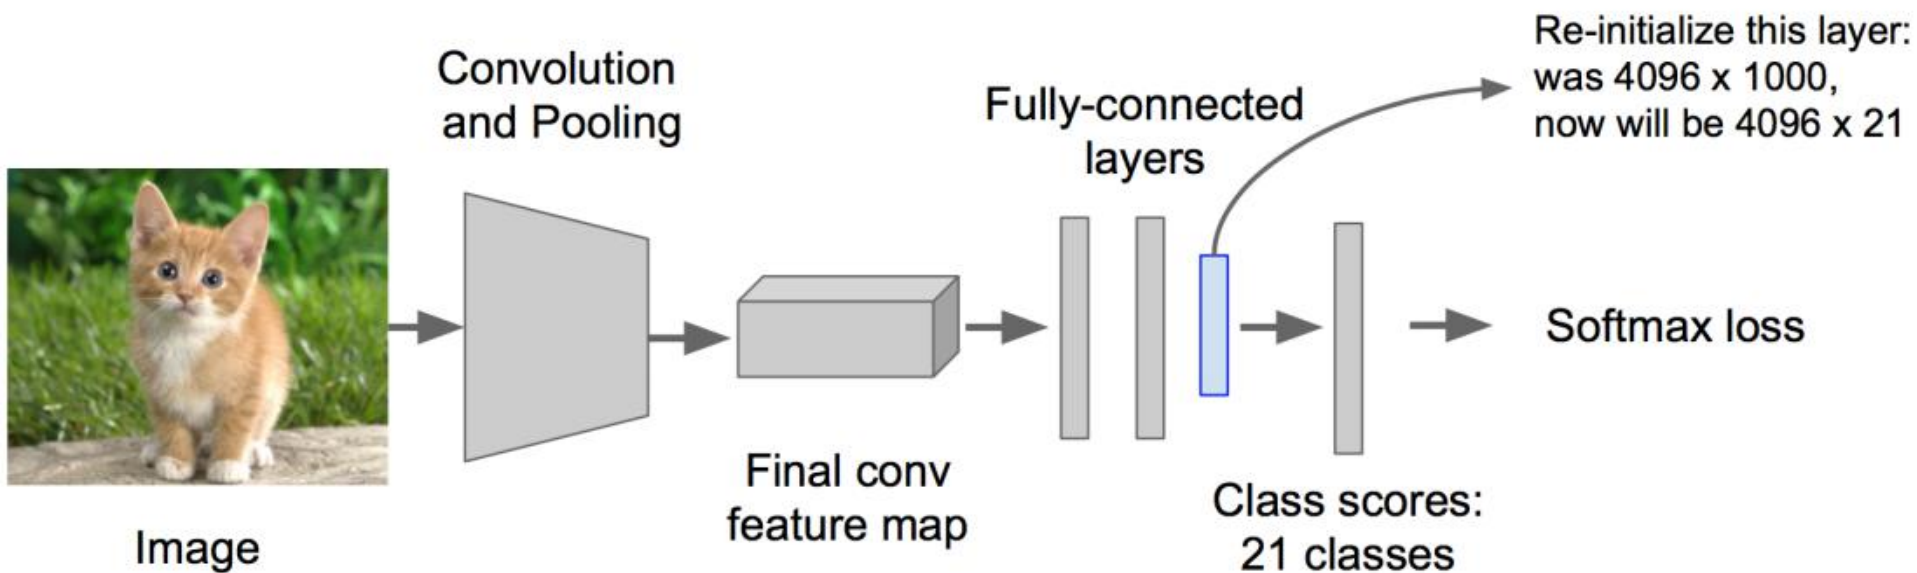 Convolution
and Pooling
Fully-connected
layers
Re-initialize this layer:
was 4096 x 1000,
now will be 4096 x 21
Softmax loss
Image
Final conv
feature map
Class scores:
21 classes